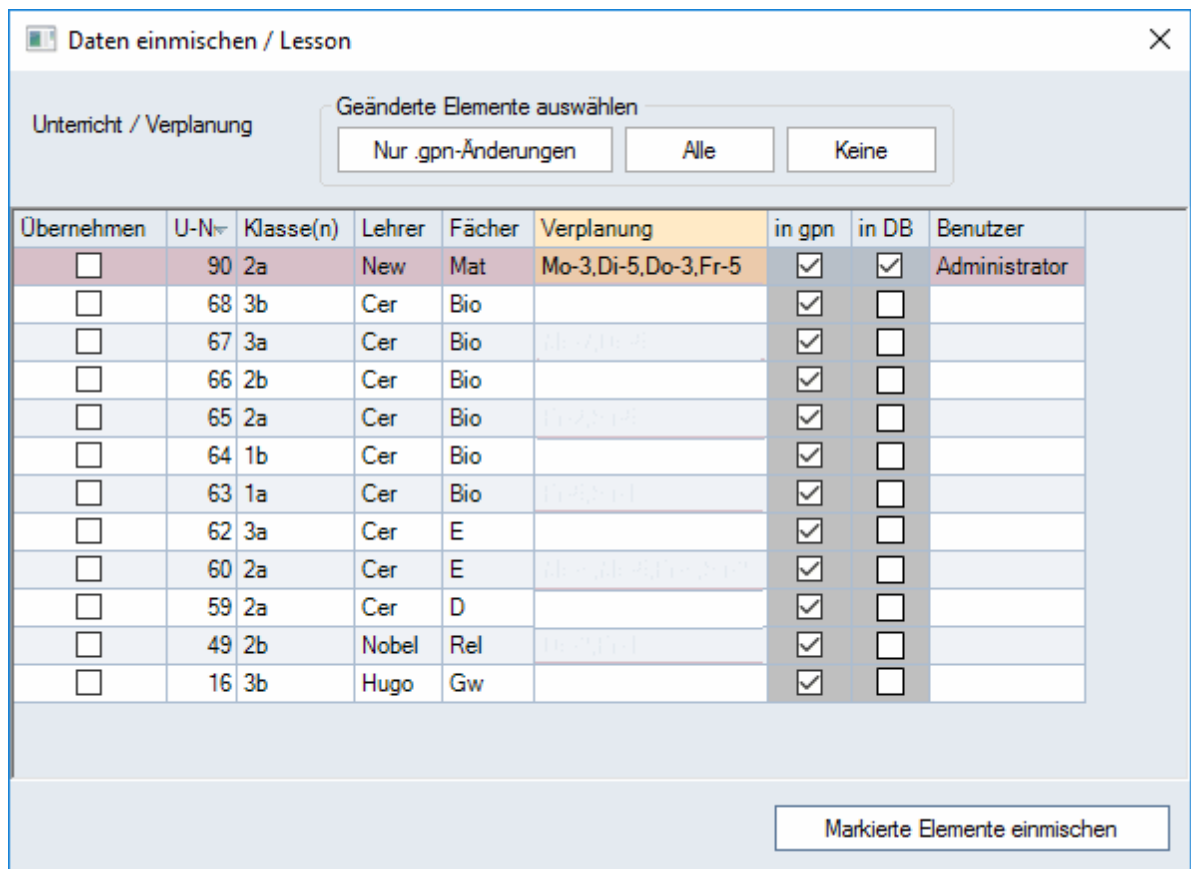 Daten einmischen / Lesson
Unterricht / Verplanung
Geänderte Elemente auswählen
Nur .gpn-Änderungen Alle Keine
Übernehmen U-N Klasse(n) Lehrer Fächer Verplanung in gpn in DB Benutzer
90 2a New Mat Mo-3,Di-5,Do-3,Fr-5 Administrator
68 3b Cer Bio
67 3a Cer Bio
66 2b Cer Bio
65 2a Cer Bio
64 1b Cer Bio
63 1a Cer Bio
62 3a Cer E
60 2a Cer E
59 2a Cer D
49 2b Nobel Rel
16 3b Hugo Gw
Markierte Elemente einmischen